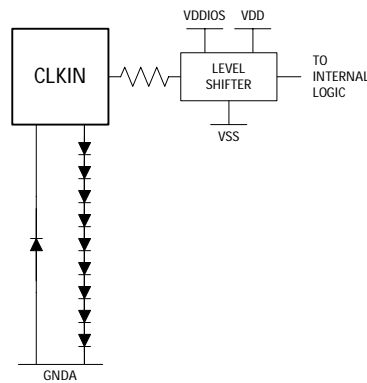 VDDIOS VDD
CLKIN
LEVEL
SHIFTER
TO
INTERNAL
LOGIC
VSS
GNDA